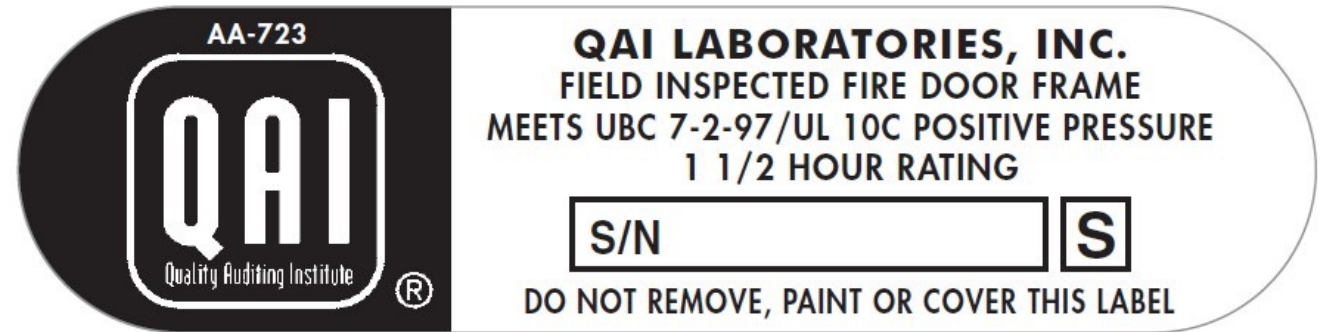 AA-723
QAI
Quality Auditing Institute
®
QAI LABORATORIES, INC.
FIELD INSPECTED FIRE DOOR FRAME
MEETS UBC 7-2-97/UL 10C POSITIVE PRESSURE
1 1/2 HOUR RATING
S/N S
DO NOT REMOVE, PAINT OR COVER THIS LABEL